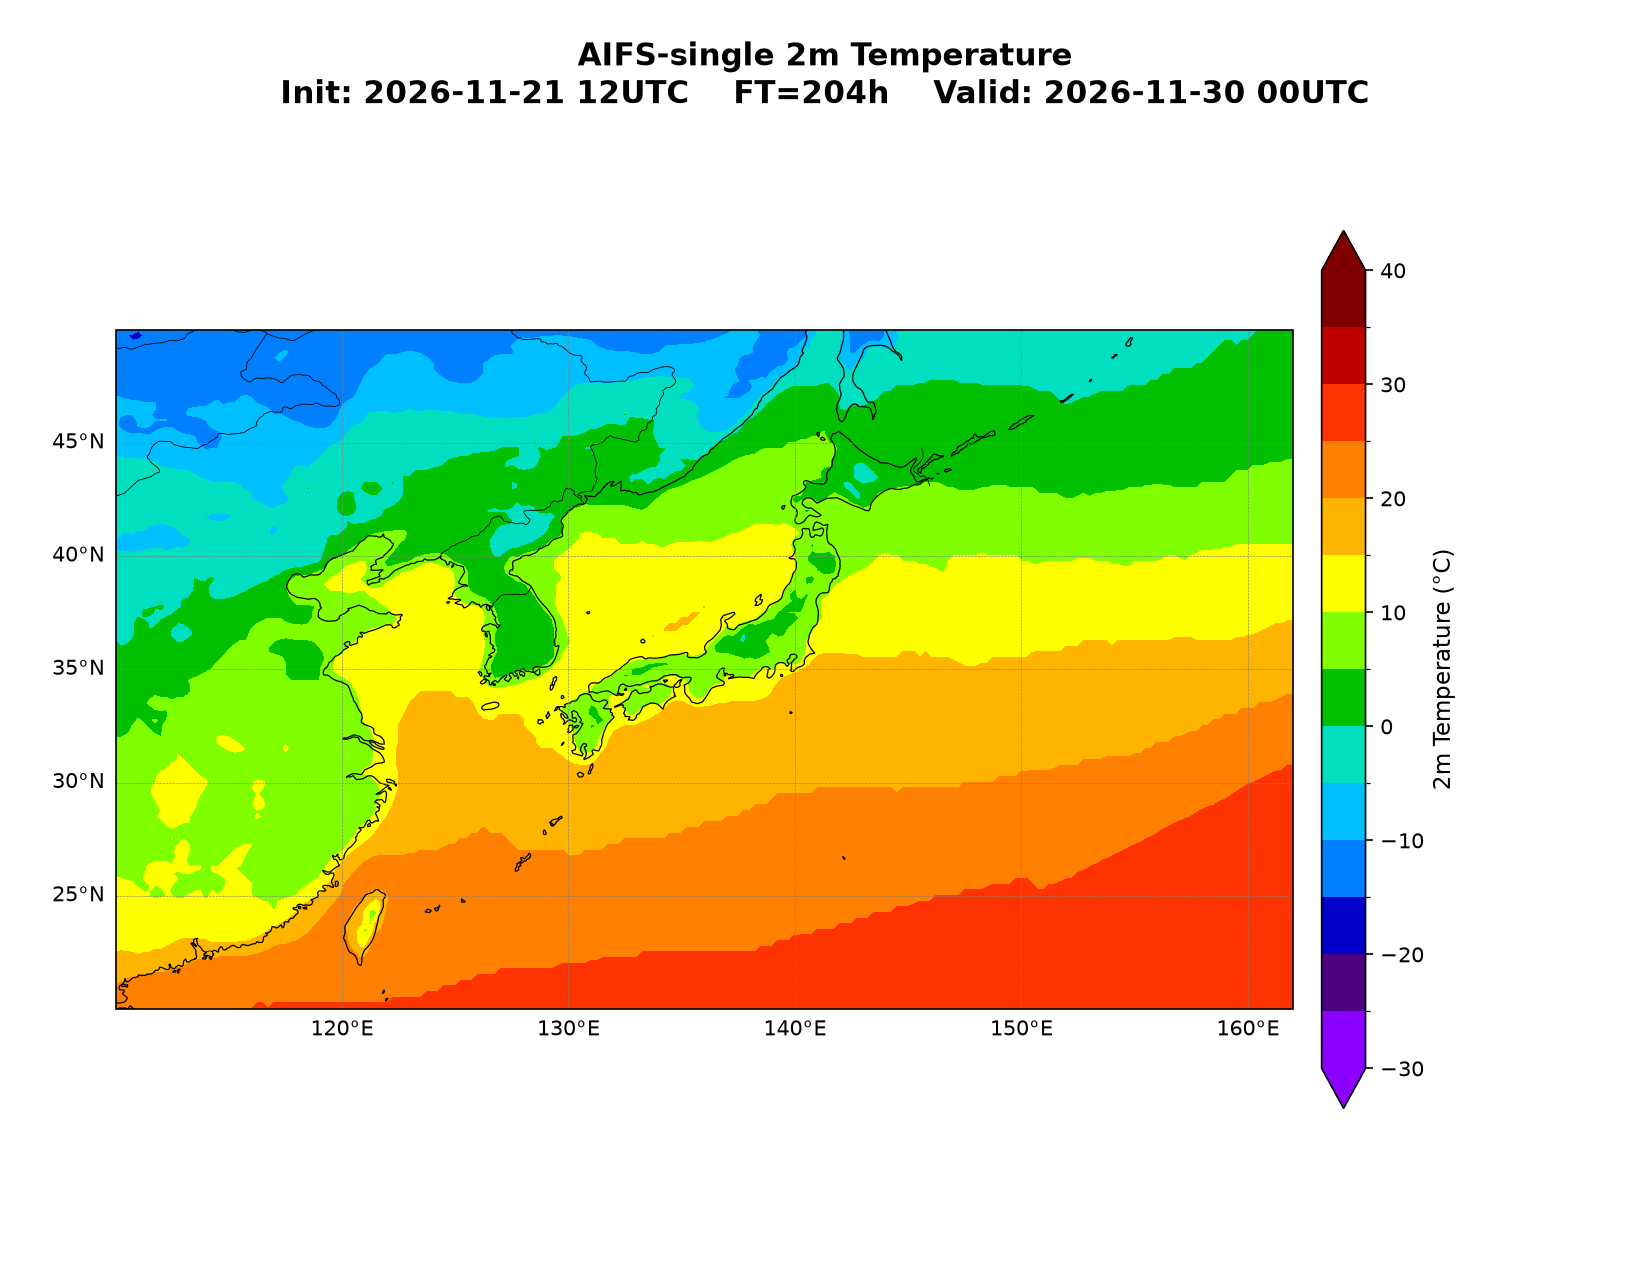 AIFS-single 2m Temperature
Init: 2026-11-21 12UTC    FT=204h    Valid: 2026-11-30 00UTC
45°N
40°N
35°N
30°N
25°N
120°E
130°E
140°E
150°E
160°E
40
30
20
10
0
−10
−20
−30
2m Temperature (°C)